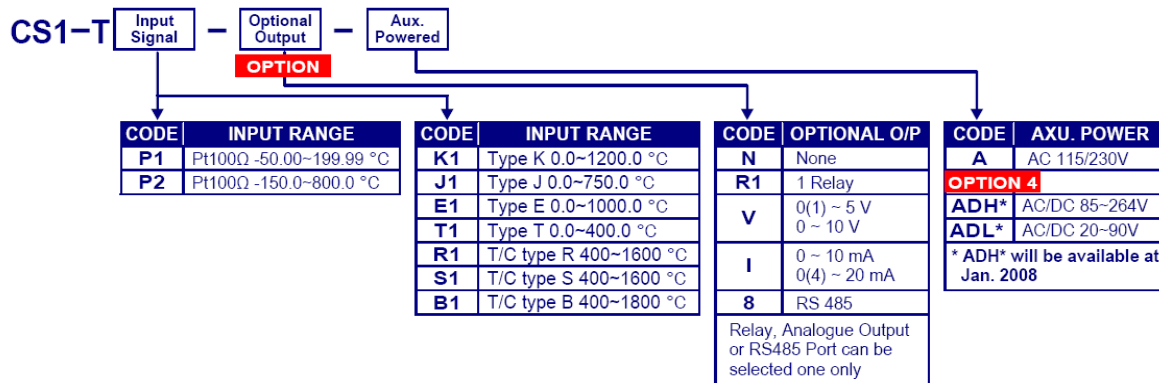 CS1-T Input Signal - Optional Output - Aux. Powered
OPTION
CODE INPUT RANGE
P1 Pt100Ω -50.00~199.99 °C
P2 Pt100Ω -150.0~800.0 °C
CODE INPUT RANGE
K1 Type K 0.0~1200.0 °C
J1 Type J 0.0~750.0 °C
E1 Type E 0.0~1000.0 °C
T1 Type T 0.0~400.0 °C
R1 T/C type R 400~1600 °C
S1 T/C type S 400~1600 °C
B1 T/C type B 400~1800 °C
CODE OPTIONAL O/P
N None
R1 1 Relay
V 0(1) ~ 5 V
0 ~ 10 V
I 0 ~ 10 mA
0(4) ~ 20 mA
8 RS 485
Relay, Analogue Output
or RS485 Port can be
selected one only
CODE AXU. POWER
A AC 115/230V
OPTION 4
ADH* AC/DC 85~264V
ADL* AC/DC 20~90V
* ADH* will be available at
Jan. 2008